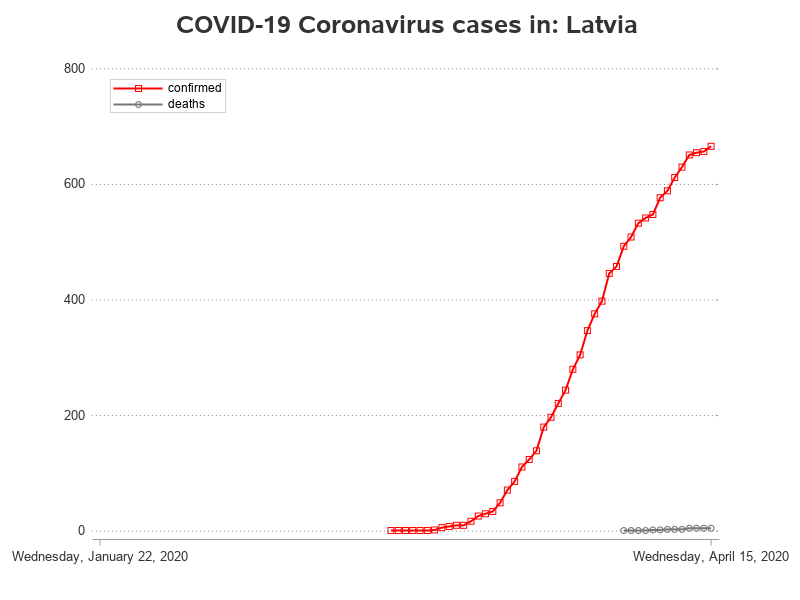 COVID-19 Coronavirus cases in: Latvia
800
confirmed
deaths
600
400
200
0
Wednesday, January 22, 2020
Wednesday, April 15, 2020